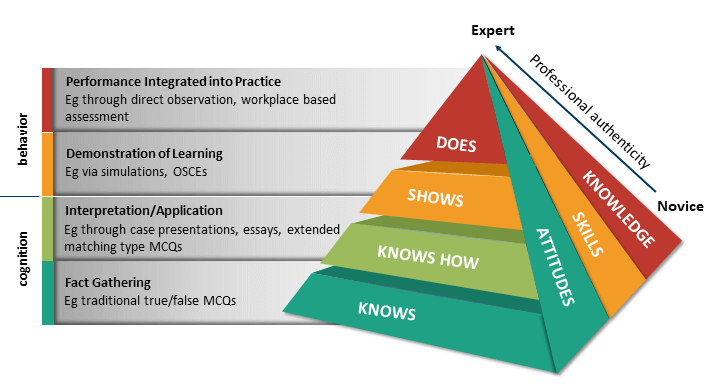 Expert
Professional authenticity
Novice
behavior
Performance Integrated into Practice
Eg through direct observation, workplace based
assessment
DOES
Demonstration of Learning
Eg via simulations, OSCEs
SHOWS
cognition
Interpretation/Application
Eg through case presentations, essays, extended
matching type MCQs
KNOWS HOW
Fact Gathering
Eg traditional true/false MCQs
KNOWS
ATTITUDES
SKILLS
KNOWLEDGE